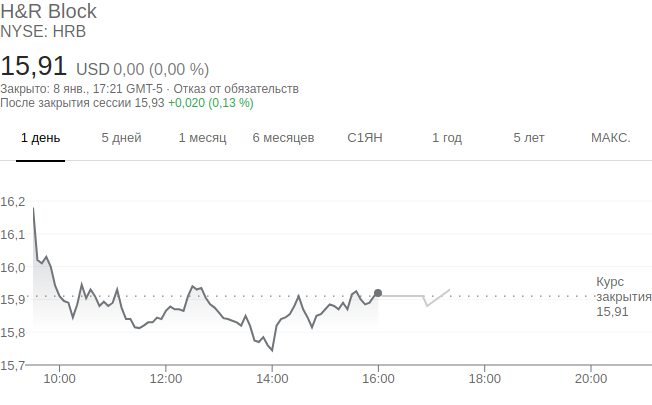 H&R Block
NYSE: HRB
15,91 USD 0,00 (0,00 %)
Закрыто: 8 янв., 17:21 GMT-5 · Отказ от обязательств
После закрытия сессии 15,93 +0,020 (0,13 %)
1 день 5 дней 1 месяц 6 месяцев С1ЯН 1 год 5 лет МАКС.
16,2
16,1
16,0
15,9
15,8
15,7
Курс
закрытия
15,91
10:00 12:00 14:00 16:00 18:00 20:00